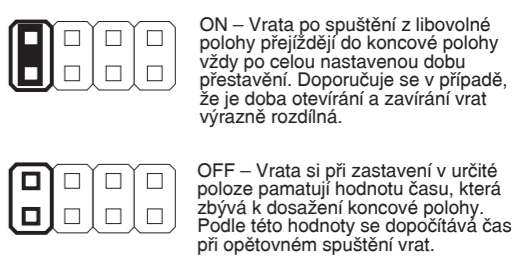 ON – Vrata po spuštění z libovolné
polohy přejíždějí do koncové polohy
vždy po celou nastavenou dobu
přestavění. Doporučuje se v případě,
že je doba otevírání a zavírání vrat
výrazně rozdílná.
OFF – Vrata si při zastavení v určité
poloze pamatují hodnotu času, která
zbývá k dosažení koncové polohy.
Podle této hodnoty se dopočítává čas
při opětovném spuštění vrat.